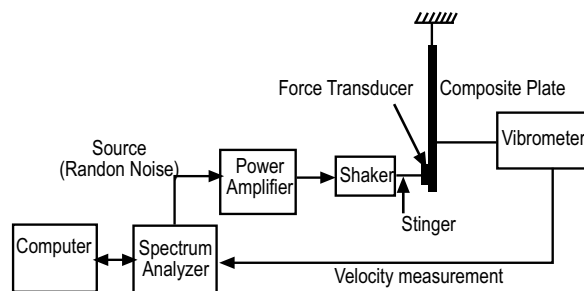 Force Transducer
Composite Plate
Vibrometer
Source
(Randon Noise)
Power
Amplifier
Shaker
Stinger
Computer
Spectrum
Analyzer
Velocity measurement